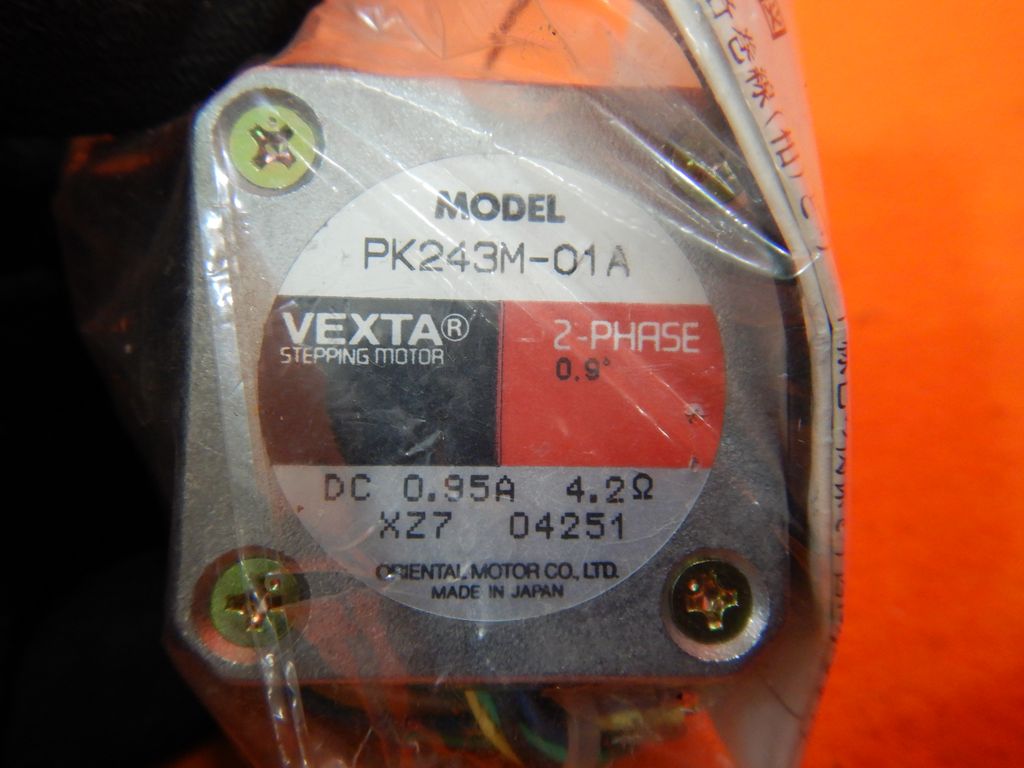 MODEL
PK243M-01A
VEXTA®
STEPPING MOTOR
2-PHASE
0.9°
DC 0.95A 4.2Ω
XZ7 04251
ORIENTAL MOTOR CO., LTD.
MADE IN JAPAN